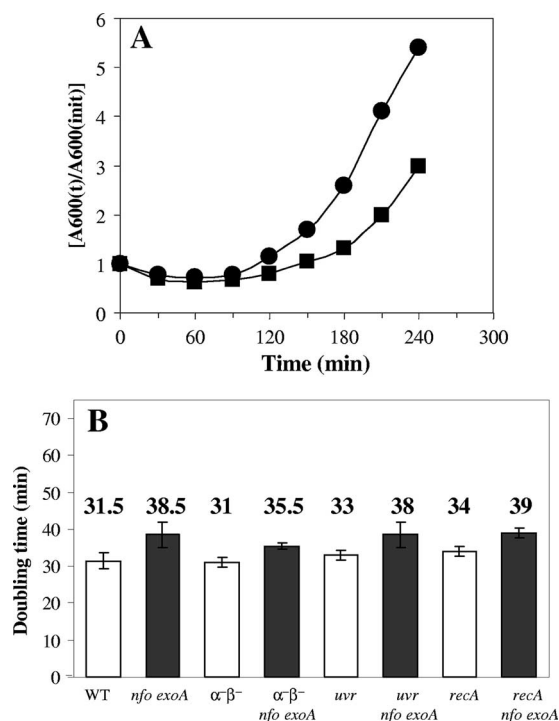 A
[A600(t)/A600(init)]
6
5
4
3
2
1
0
0 60 120 180 240 300
Time (min)
B
Doubling time (min)
70
60
50
40
30
20
10
0
31.5 38.5 31 35.5 33 38 34 39
WT nfo exoA α⁻β⁻ α⁻β⁻ uvr uvr recA recA
nfo exoA nfo exoA nfo exoA